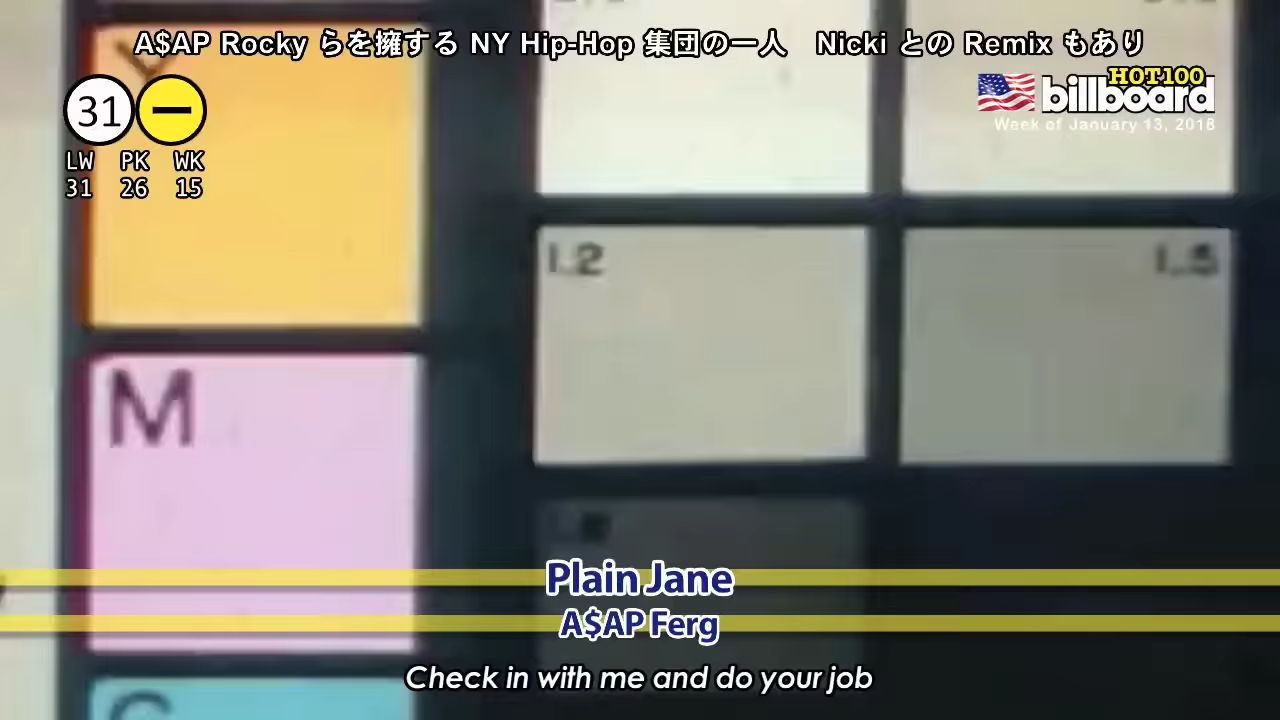 A$AP Rocky らを擁する NY Hip-Hop 集団の一人　Nicki との Remix もあり
31
HOT100
billboard
Week of January 13, 2018
LW PK WK
31 26 15
L
1.2
1.5
M
Plain Jane
A$AP Ferg
Check in with me and do your job
C